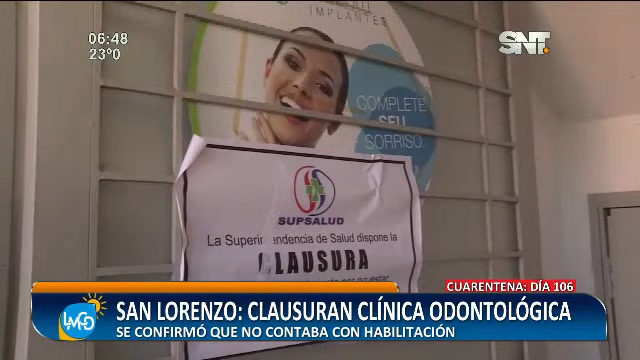 06:48
23°0
SNT
IMPLANTES
COMPLETE
SEU
SORRISO.
SUPSALUD
La Superintendencia de Salud dispone la
CLAUSURA
CUARENTENA: DÍA 106
SAN LORENZO: CLAUSURAN CLÍNICA ODONTOLÓGICA
SE CONFIRMÓ QUE NO CONTABA CON HABILITACIÓN